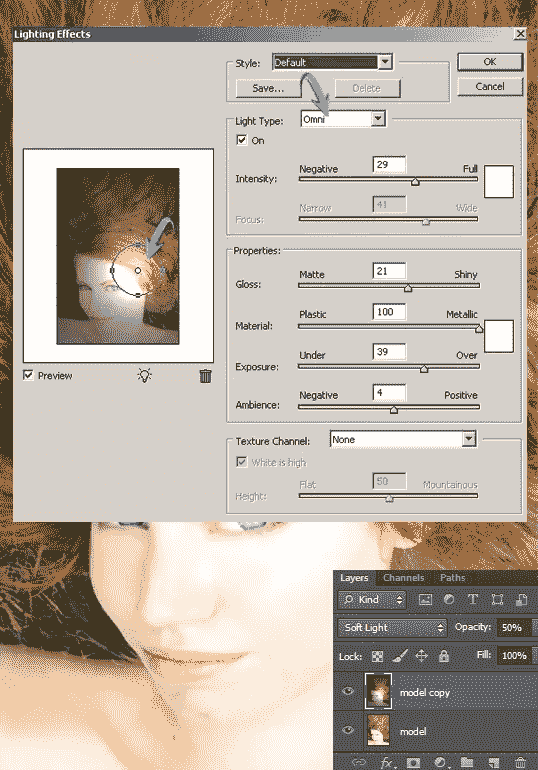 Lighting Effects
Style: Default
OK
Save... Delete
Cancel
Light Type: Omni
On
Negative 29 Full
Intensity:
Narrow 41 Wide
Focus:
Properties:
Matte 21 Shiny
Gloss:
Plastic 100 Metallic
Material:
Under 39 Over
Exposure:
Negative 4 Positive
Ambience:
Preview
Texture Channel: None
White is high
Flat 50 Mountainous
Height:
Layers Channels Paths
Kind
Soft Light Opacity: 50%
Lock: Fill: 100%
model copy
model
fx